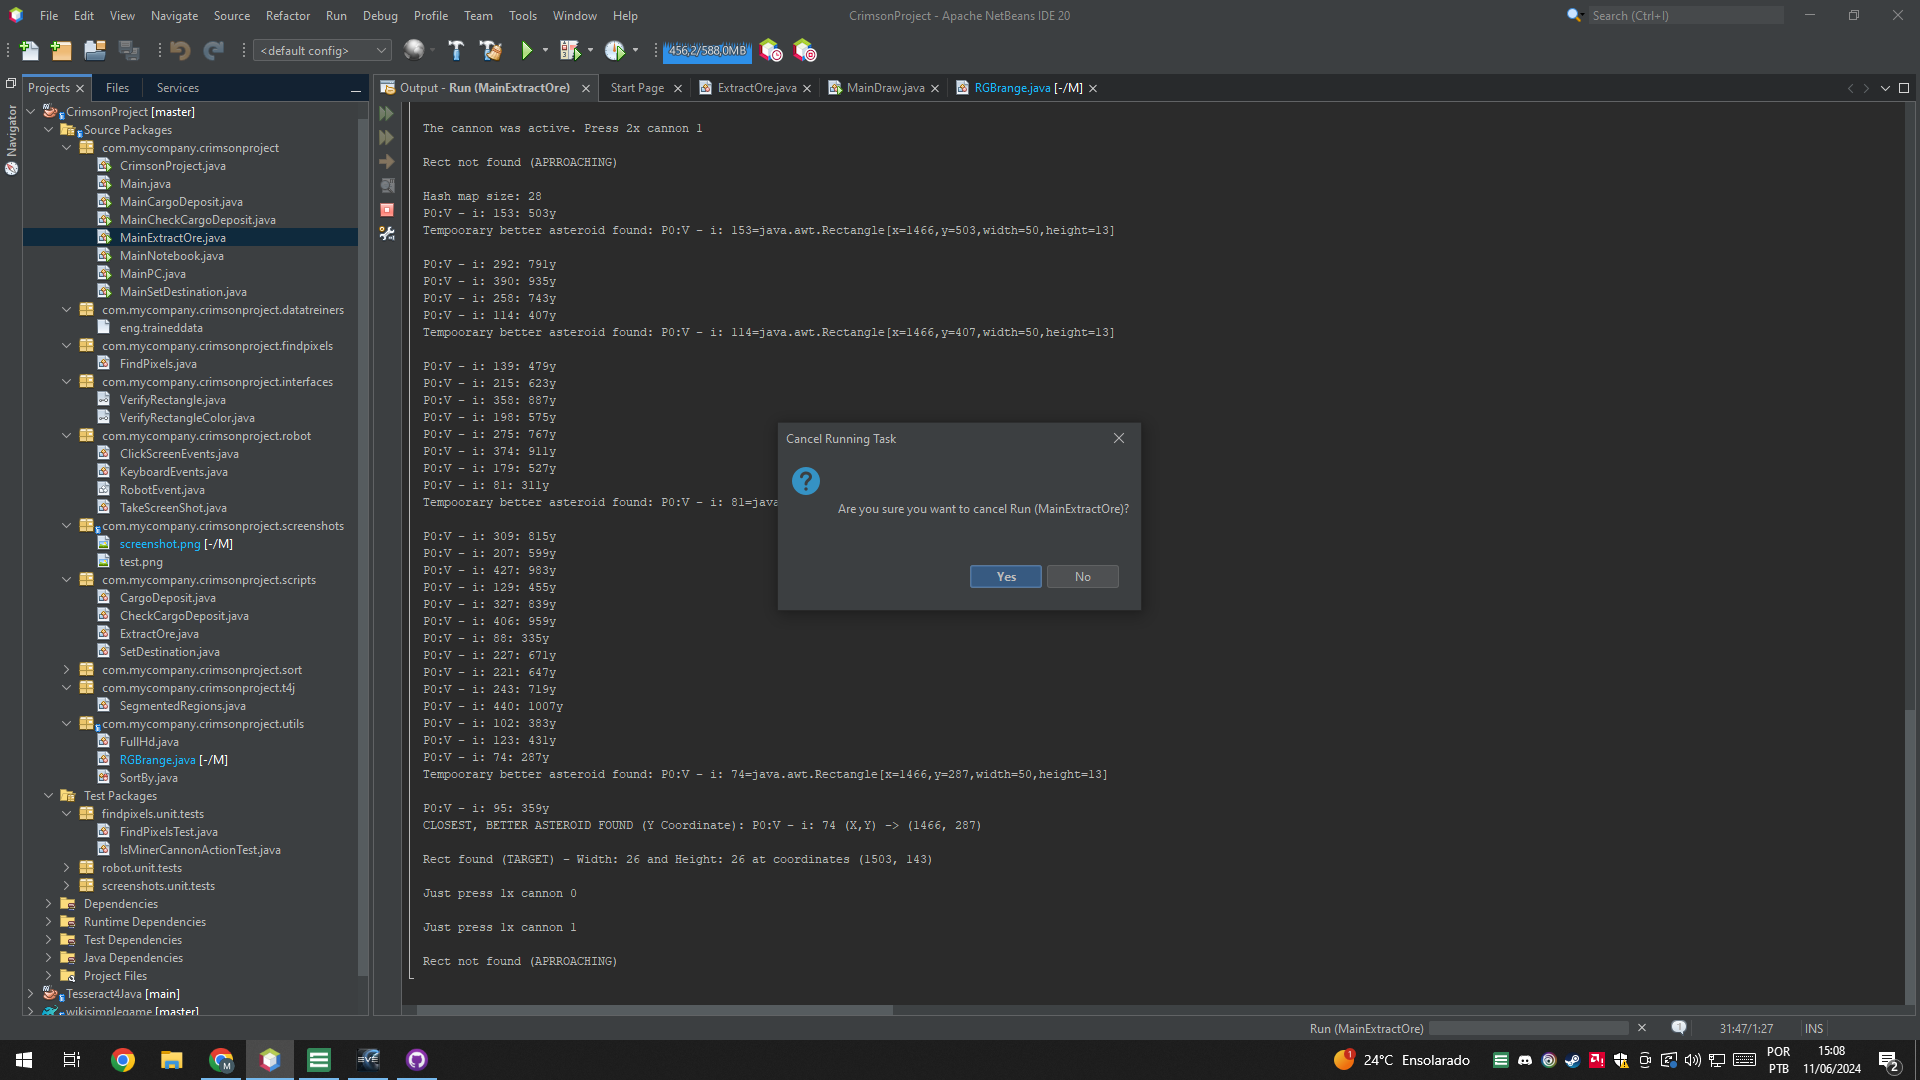 File Edit View Navigate Source Refactor Run Debug Profile Team Tools Window Help
CrimsonProject - Apache NetBeans IDE 20
Search (Ctrl+I)
<default config>
456,2/588,0MB
Projects
Files
Services
Navigator
CrimsonProject [master]
Source Packages
com.mycompany.crimsonproject
CrimsonProject.java
Main.java
MainCargoDeposit.java
MainCheckCargoDeposit.java
MainExtractOre.java
MainNotebook.java
MainPC.java
MainSetDestination.java
com.mycompany.crimsonproject.datatreiners
eng.traineddata
com.mycompany.crimsonproject.findpixels
FindPixels.java
com.mycompany.crimsonproject.interfaces
VerifyRectangle.java
VerifyRectangleColor.java
com.mycompany.crimsonproject.robot
ClickScreenEvents.java
KeyboardEvents.java
RobotEvent.java
TakeScreenShot.java
com.mycompany.crimsonproject.screenshots
screenshot.png [-/M]
test.png
com.mycompany.crimsonproject.scripts
CargoDeposit.java
CheckCargoDeposit.java
ExtractOre.java
SetDestination.java
com.mycompany.crimsonproject.sort
com.mycompany.crimsonproject.t4j
SegmentedRegions.java
com.mycompany.crimsonproject.utils
FullHd.java
RGBrange.java [-/M]
SortBy.java
Test Packages
findpixels.unit.tests
FindPixelsTest.java
IsMinerCannonActionTest.java
robot.unit.tests
screenshots.unit.tests
Dependencies
Runtime Dependencies
Test Dependencies
Java Dependencies
Project Files
Tesseract4Java [main]
wikisimplegame [master]
Output - Run (MainExtractOre)
Start Page
ExtractOre.java
MainDraw.java
RGBrange.java [-/M]
The cannon was active. Press 2x cannon 1
Rect not found (APRROACHING)
Hash map size: 28
P0:V - i: 153: 503y
Tempoorary better asteroid found: P0:V - i: 153=java.awt.Rectangle[x=1466,y=503,width=50,height=13]
P0:V - i: 292: 791y
P0:V - i: 390: 935y
P0:V - i: 258: 743y
P0:V - i: 114: 407y
Tempoorary better asteroid found: P0:V - i: 114=java.awt.Rectangle[x=1466,y=407,width=50,height=13]
P0:V - i: 139: 479y
P0:V - i: 215: 623y
P0:V - i: 358: 887y
P0:V - i: 198: 575y
P0:V - i: 275: 767y
P0:V - i: 374: 911y
P0:V - i: 179: 527y
P0:V - i: 81: 311y
Tempoorary better asteroid found: P0:V - i: 81=java
P0:V - i: 309: 815y
P0:V - i: 207: 599y
P0:V - i: 427: 983y
P0:V - i: 129: 455y
P0:V - i: 327: 839y
P0:V - i: 406: 959y
P0:V - i: 88: 335y
P0:V - i: 227: 671y
P0:V - i: 221: 647y
P0:V - i: 243: 719y
P0:V - i: 440: 1007y
P0:V - i: 102: 383y
P0:V - i: 123: 431y
P0:V - i: 74: 287y
Tempoorary better asteroid found: P0:V - i: 74=java.awt.Rectangle[x=1466,y=287,width=50,height=13]
P0:V - i: 95: 359y
CLOSEST, BETTER ASTEROID FOUND (Y Coordinate): P0:V - i: 74 (X,Y) -> (1466, 287)
Rect found (TARGET) - Width: 26 and Height: 26 at coordinates (1503, 143)
Just press 1x cannon 0
Just press 1x cannon 1
Rect not found (APRROACHING)
Cancel Running Task
Are you sure you want to cancel Run (MainExtractOre)?
Yes
No
Run (MainExtractOre)
31:47/1:27
INS
24°C Ensolarado
POR
PTB
15:08
11/06/2024